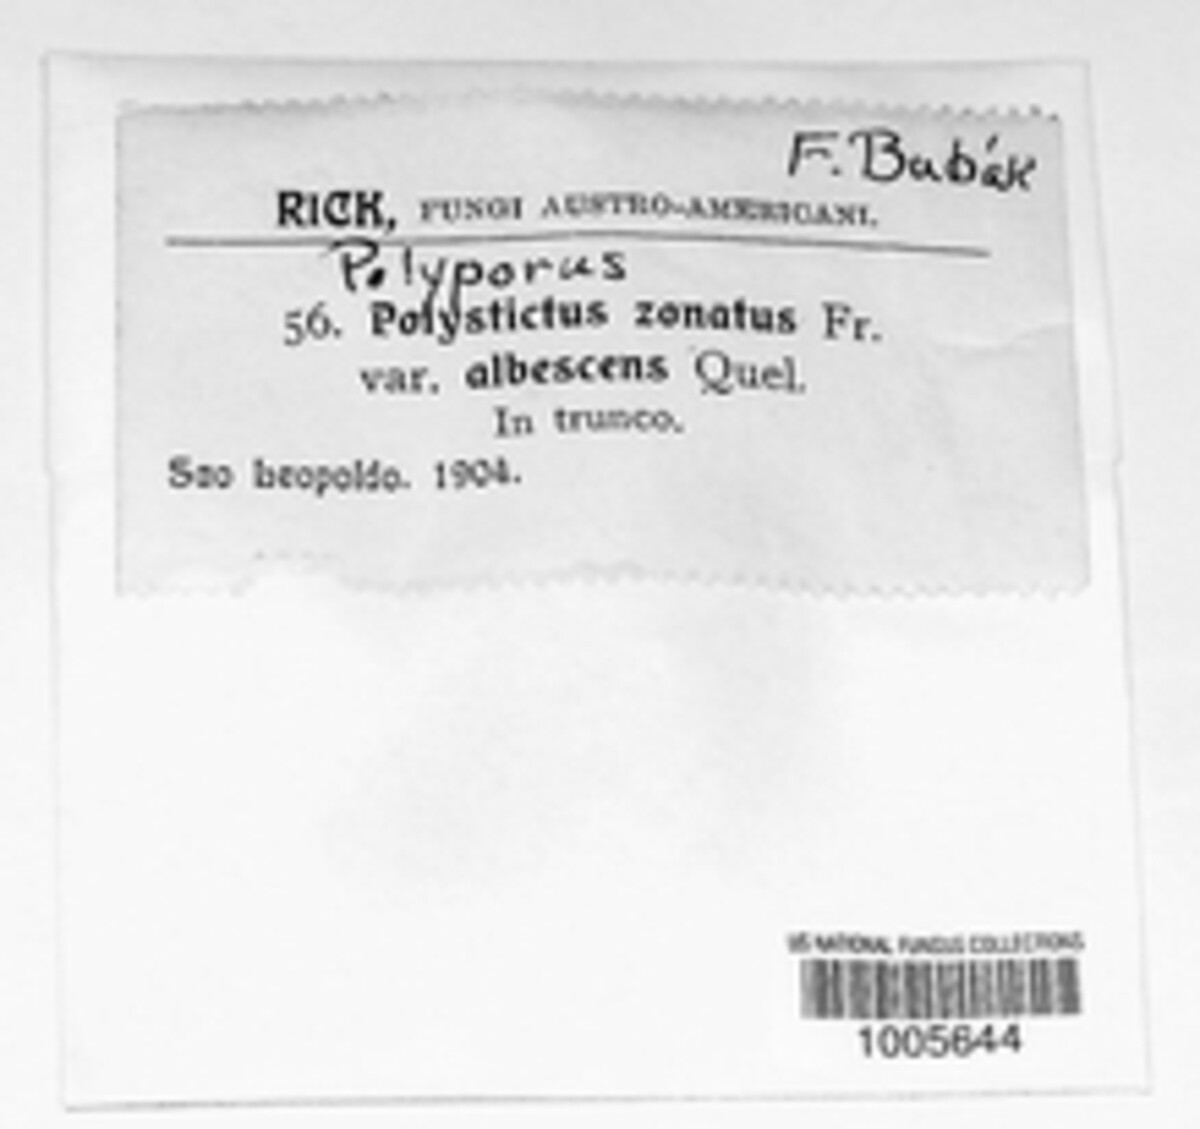 F. Bubák
RICK, FUNGI AUSTRO-AMERICANI.
Polyporus
56. Polystictus zonatus Fr.
var. albescens Quel.
In trunco.
Sao Leopoldo. 1904.
US NATIONAL FUNGUS COLLECTIONS
1005644